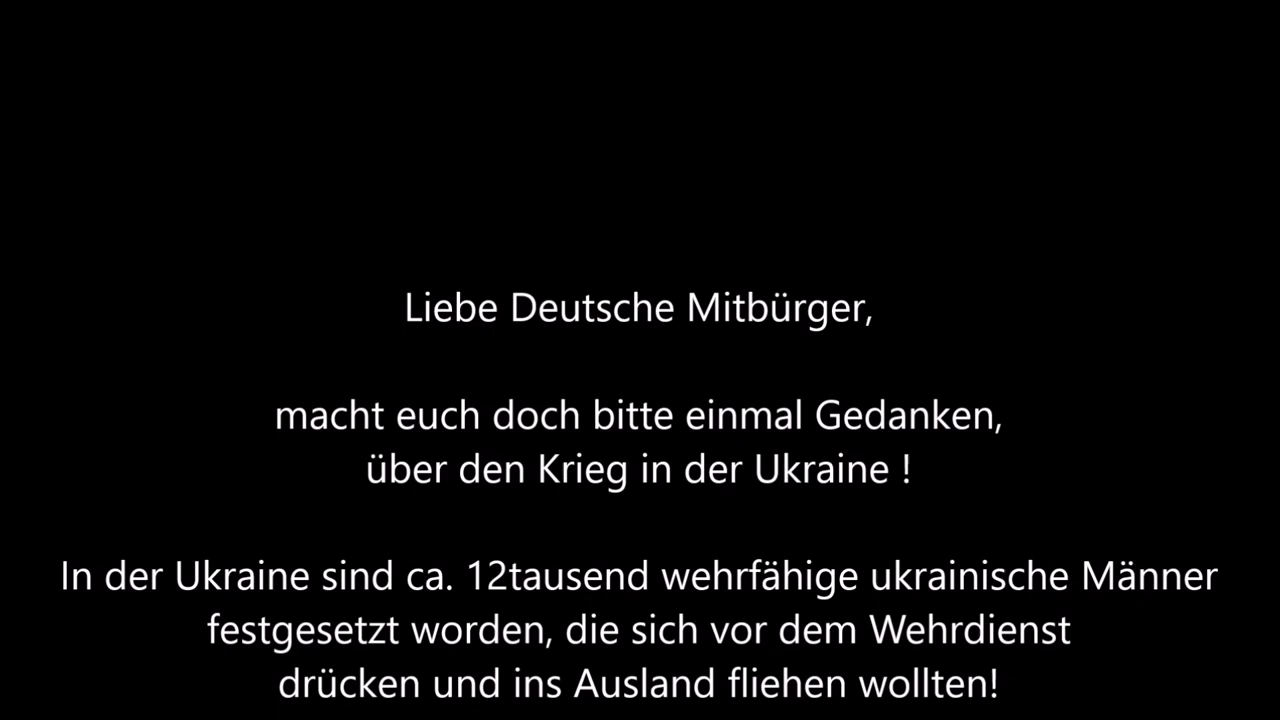 Liebe Deutsche Mitbürger,
macht euch doch bitte einmal Gedanken,
über den Krieg in der Ukraine !
In der Ukraine sind ca. 12tausend wehrfähige ukrainische Männer
festgesetzt worden, die sich vor dem Wehrdienst
drücken und ins Ausland fliehen wollten!